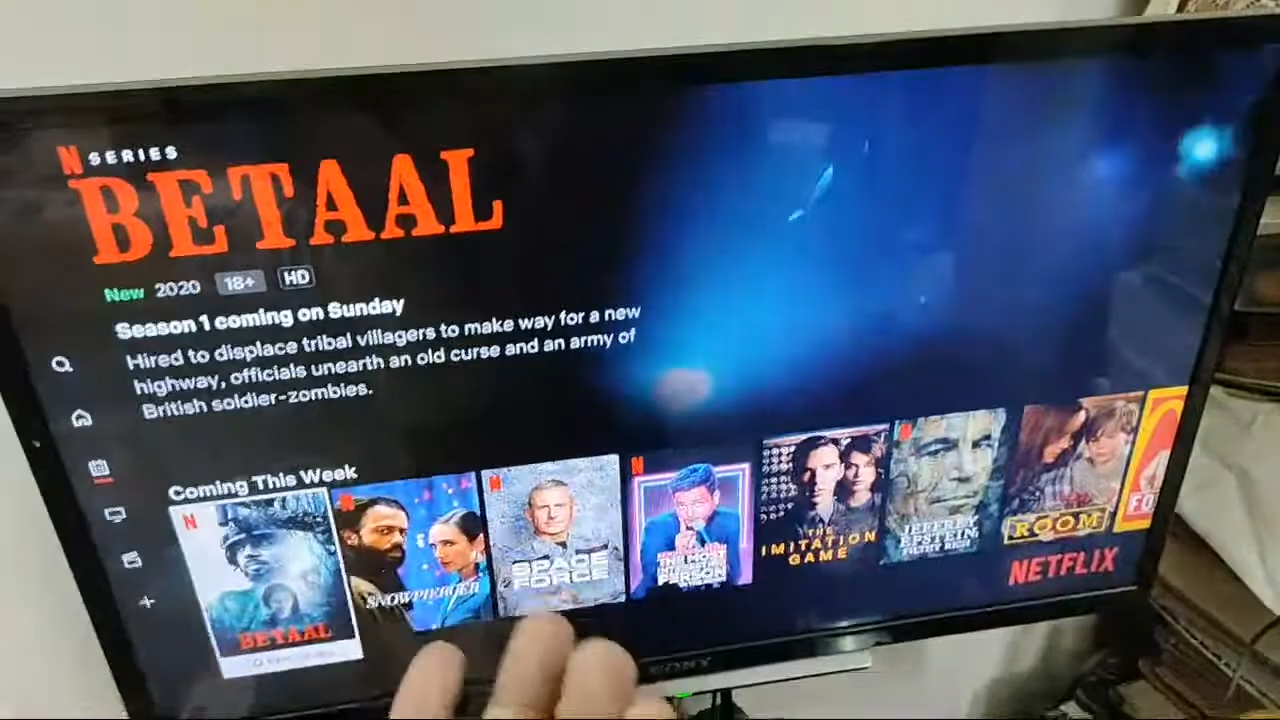 N SERIES
BETAAL
New 2020 18+ HD
Season 1 coming on Sunday
Hired to displace tribal villagers to make way for a new
highway, officials unearth an old curse and an army of
British soldier-zombies.
Coming This Week
N
BETAAL
N
SNOWPIERCER
N
SPACE
FORCE
N
THE MOST
INTERESTING
PERSON
THE
IMITATION
GAME
N
JEFFREY
EPSTEIN
FILTHY RICH
ROOM
FO
NETFLIX
SONY